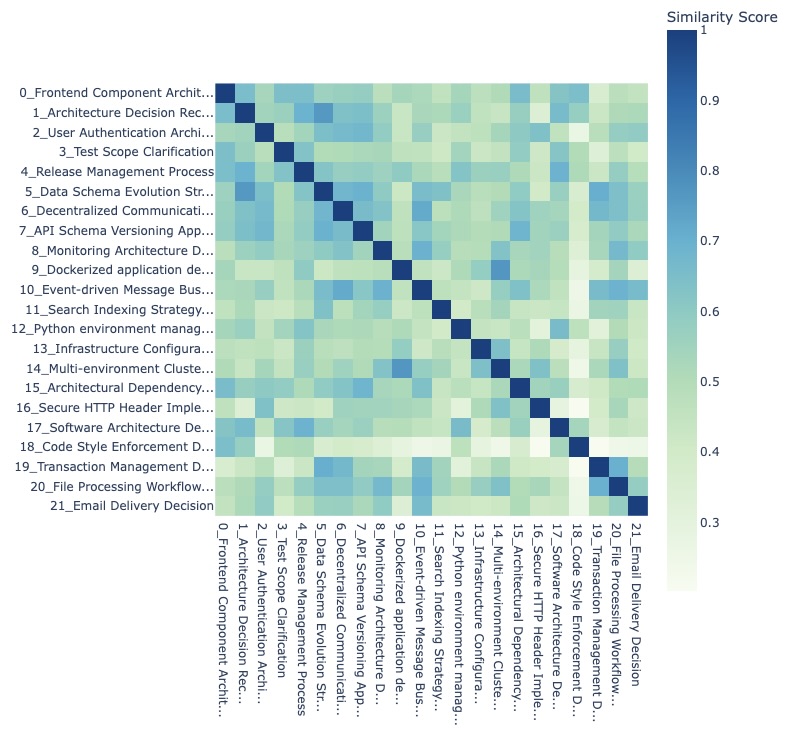 Similarity Score
1
0.9
0.8
0.7
0.6
0.5
0.4
0.3
0_Frontend Component Archit...
1_Architecture Decision Rec...
2_User Authentication Archi...
3_Test Scope Clarification
4_Release Management Process
5_Data Schema Evolution Str...
6_Decentralized Communicati...
7_API Schema Versioning App...
8_Monitoring Architecture D...
9_Dockerized application de...
10_Event-driven Message Bus...
11_Search Indexing Strategy...
12_Python environment manag...
13_Infrastructure Configura...
14_Multi-environment Cluste...
15_Architectural Dependency...
16_Secure HTTP Header Imple...
17_Software Architecture De...
18_Code Style Enforcement D...
19_Transaction Management D...
20_File Processing Workflow...
21_Email Delivery Decision
0_Frontend Component Archit...
1_Architecture Decision Rec...
2_User Authentication Archi...
3_Test Scope Clarification
4_Release Management Process
5_Data Schema Evolution Str...
6_Decentralized Communicati...
7_API Schema Versioning App...
8_Monitoring Architecture D...
9_Dockerized application de...
10_Event-driven Message Bus...
11_Search Indexing Strategy...
12_Python environment manag...
13_Infrastructure Configura...
14_Multi-environment Cluste...
15_Architectural Dependency...
16_Secure HTTP Header Imple...
17_Software Architecture De...
18_Code Style Enforcement D...
19_Transaction Management D...
20_File Processing Workflow...
21_Email Delivery Decision